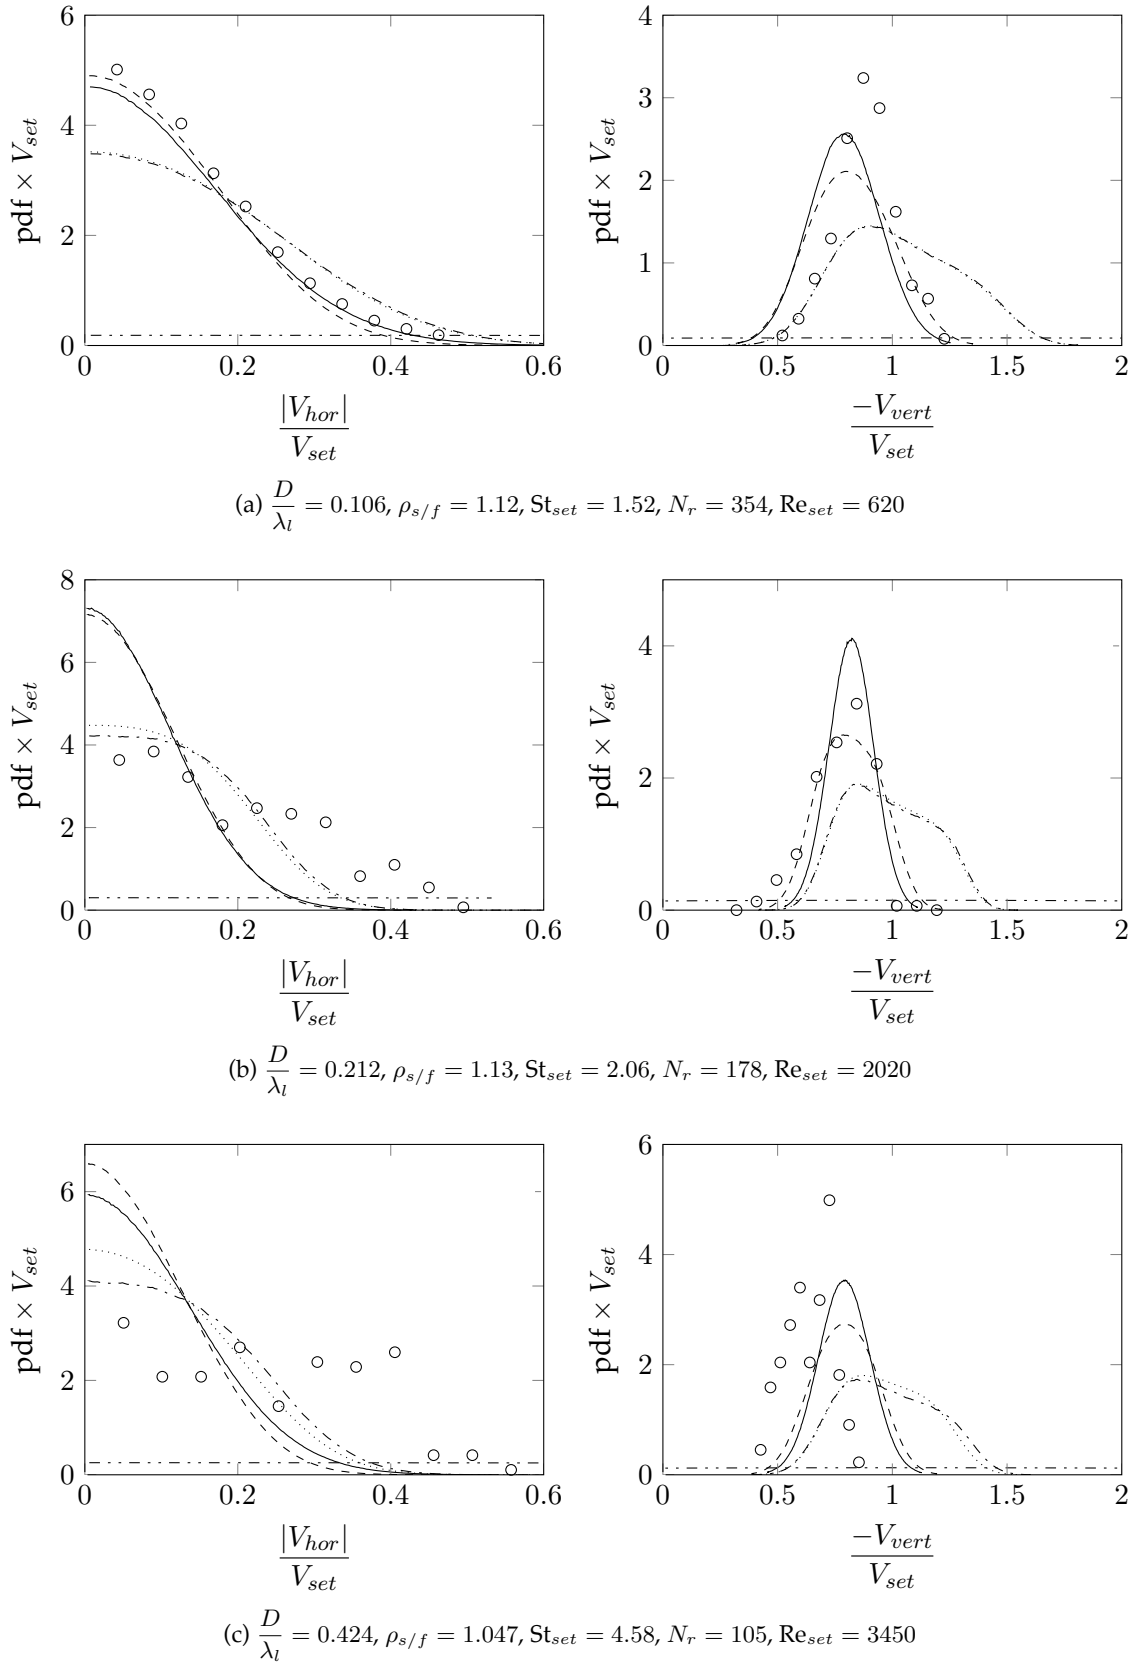 6
4
2
0
pdf × V_set
0 0.2 0.4 0.6
|V_hor|
V_set
4
3
2
1
0
pdf × V_set
0 0.5 1 1.5 2
−V_vert
V_set
(a) D/λ_l = 0.106, ρ_s/f = 1.12, St_set = 1.52, N_r = 354, Re_set = 620
8
6
4
2
0
pdf × V_set
0 0.2 0.4 0.6
|V_hor|
V_set
4
2
0
pdf × V_set
0 0.5 1 1.5 2
−V_vert
V_set
(b) D/λ_l = 0.212, ρ_s/f = 1.13, St_set = 2.06, N_r = 178, Re_set = 2020
6
4
2
0
pdf × V_set
0 0.2 0.4 0.6
|V_hor|
V_set
6
4
2
0
pdf × V_set
0 0.5 1 1.5 2
−V_vert
V_set
(c) D/λ_l = 0.424, ρ_s/f = 1.047, St_set = 4.58, N_r = 105, Re_set = 3450